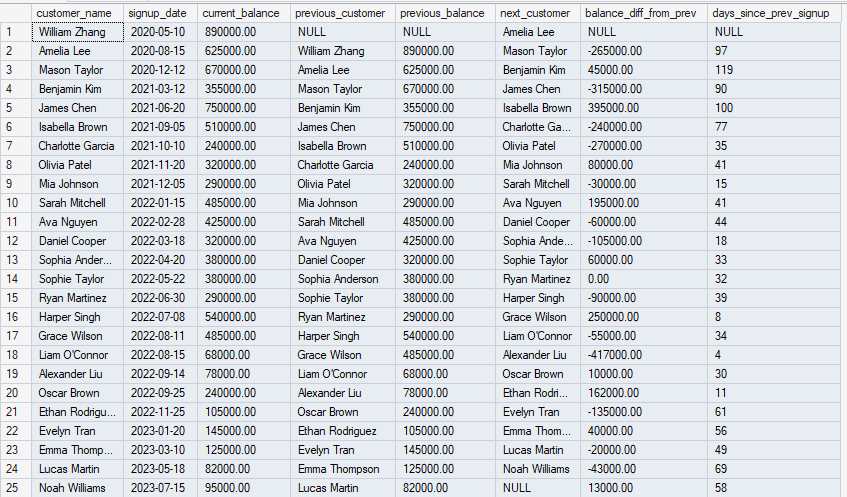 customer_name signup_date current_balance previous_customer previous_balance next_customer balance_diff_from_prev days_since_prev_signup
1 William Zhang 2020-05-10 890000.00 NULL NULL Amelia Lee NULL NULL
2 Amelia Lee 2020-08-15 625000.00 William Zhang 890000.00 Mason Taylor -265000.00 97
3 Mason Taylor 2020-12-12 670000.00 Amelia Lee 625000.00 Benjamin Kim 45000.00 119
4 Benjamin Kim 2021-03-12 355000.00 Mason Taylor 670000.00 James Chen -315000.00 90
5 James Chen 2021-06-20 750000.00 Benjamin Kim 355000.00 Isabella Brown 395000.00 100
6 Isabella Brown 2021-09-05 510000.00 James Chen 750000.00 Charlotte Ga... -240000.00 77
7 Charlotte Garcia 2021-10-10 240000.00 Isabella Brown 510000.00 Olivia Patel -270000.00 35
8 Olivia Patel 2021-11-20 320000.00 Charlotte Garcia 240000.00 Mia Johnson 80000.00 41
9 Mia Johnson 2021-12-05 290000.00 Olivia Patel 320000.00 Sarah Mitchell -30000.00 15
10 Sarah Mitchell 2022-01-15 485000.00 Mia Johnson 290000.00 Ava Nguyen 195000.00 41
11 Ava Nguyen 2022-02-28 425000.00 Sarah Mitchell 485000.00 Daniel Cooper -60000.00 44
12 Daniel Cooper 2022-03-18 320000.00 Ava Nguyen 425000.00 Sophia Ande... -105000.00 18
13 Sophia Ander... 2022-04-20 380000.00 Daniel Cooper 320000.00 Sophie Taylor 60000.00 33
14 Sophie Taylor 2022-05-22 380000.00 Sophia Anderson 380000.00 Ryan Martinez 0.00 32
15 Ryan Martinez 2022-06-30 290000.00 Sophie Taylor 380000.00 Harper Singh -90000.00 39
16 Harper Singh 2022-07-08 540000.00 Ryan Martinez 290000.00 Grace Wilson 250000.00 8
17 Grace Wilson 2022-08-11 485000.00 Harper Singh 540000.00 Liam O'Connor -55000.00 34
18 Liam O'Connor 2022-08-15 68000.00 Grace Wilson 485000.00 Alexander Liu -417000.00 4
19 Alexander Liu 2022-09-14 78000.00 Liam O'Connor 68000.00 Oscar Brown 10000.00 30
20 Oscar Brown 2022-09-25 240000.00 Alexander Liu 78000.00 Ethan Rodri... 162000.00 11
21 Ethan Rodrigu... 2022-11-25 105000.00 Oscar Brown 240000.00 Evelyn Tran -135000.00 61
22 Evelyn Tran 2023-01-20 145000.00 Ethan Rodriguez 105000.00 Emma Thom... 40000.00 56
23 Emma Thomp... 2023-03-10 125000.00 Evelyn Tran 145000.00 Lucas Martin -20000.00 49
24 Lucas Martin 2023-05-18 82000.00 Emma Thompson 125000.00 Noah Williams -43000.00 69
25 Noah Williams 2023-07-15 95000.00 Lucas Martin 82000.00 NULL 13000.00 58